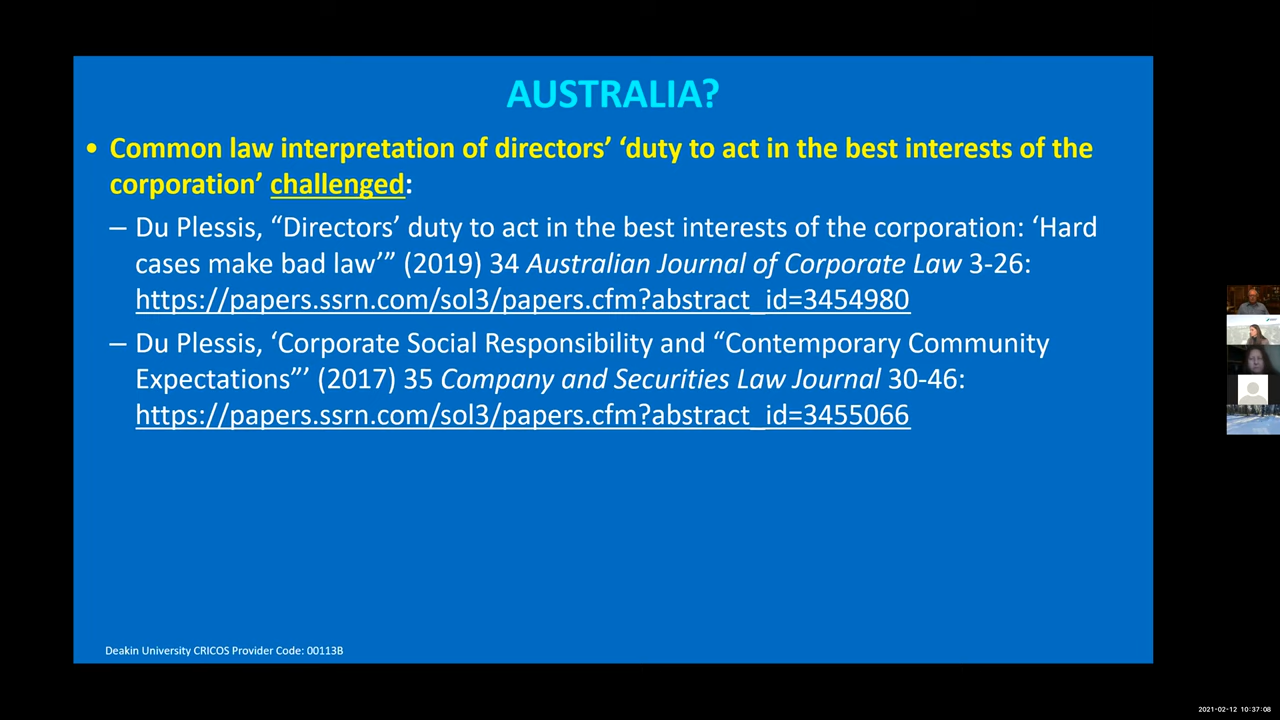 AUSTRALIA?
• Common law interpretation of directors’ ‘duty to act in the best interests of the
corporation’ challenged:
– Du Plessis, “Directors’ duty to act in the best interests of the corporation: ‘Hard
cases make bad law’” (2019) 34 Australian Journal of Corporate Law 3-26:
https://papers.ssrn.com/sol3/papers.cfm?abstract_id=3454980
– Du Plessis, ‘Corporate Social Responsibility and “Contemporary Community
Expectations”’ (2017) 35 Company and Securities Law Journal 30-46:
https://papers.ssrn.com/sol3/papers.cfm?abstract_id=3455066
Deakin University CRICOS Provider Code: 00113B
2021-02-12 10:37:08